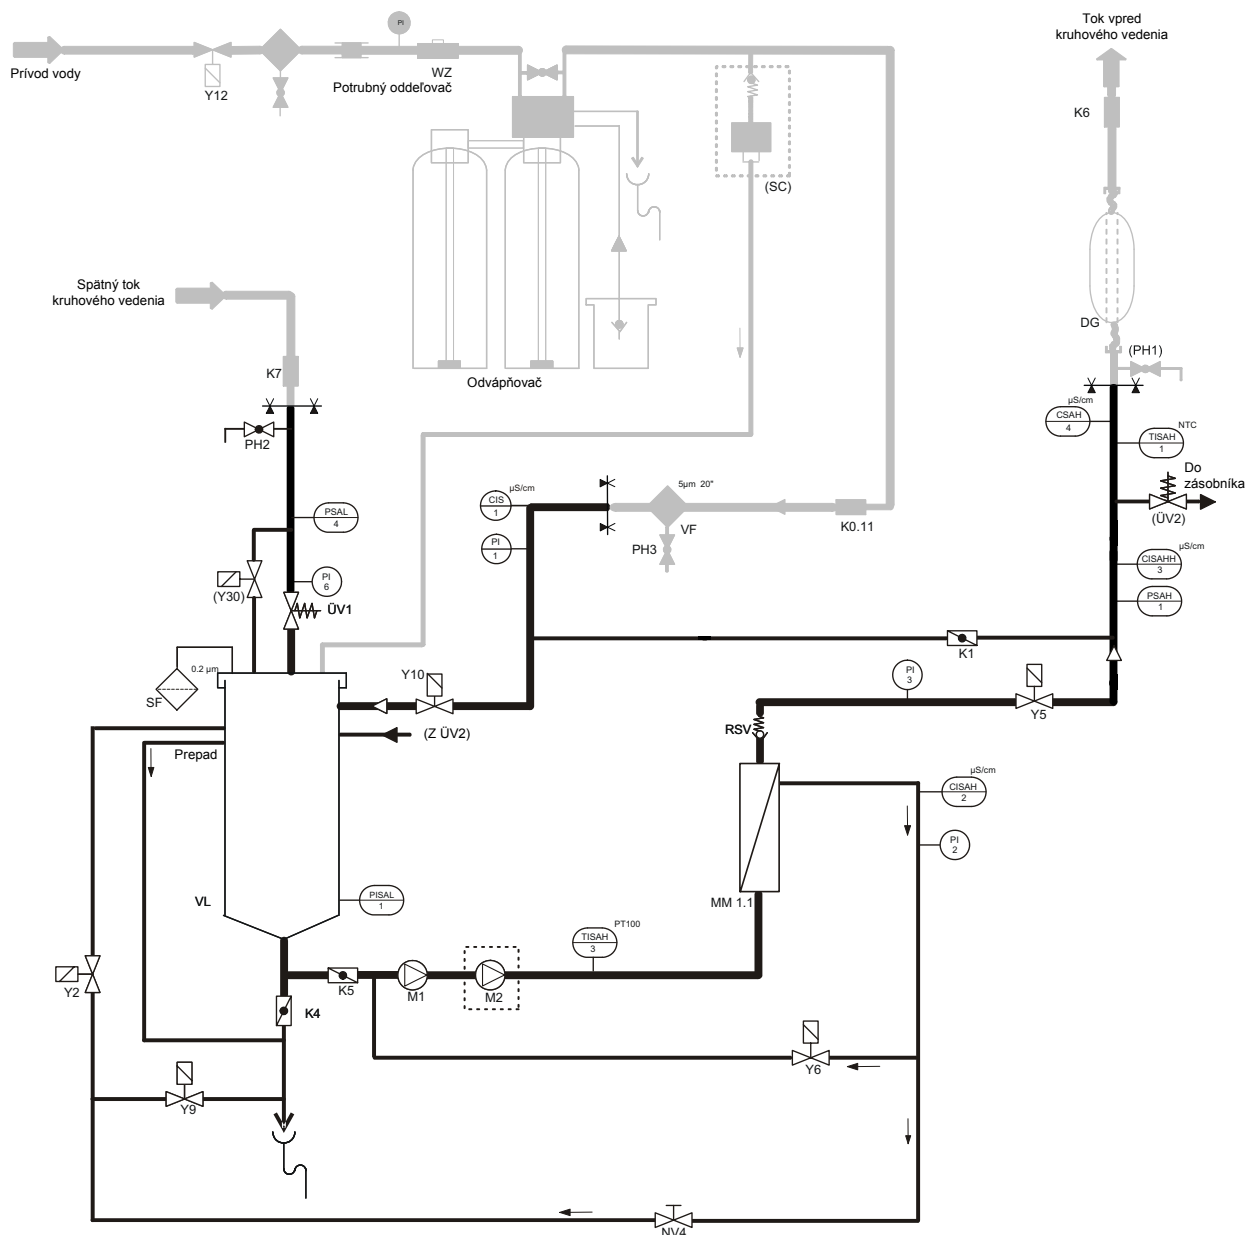 Tok vpred
kruhového vedenia
PI
Prívod vody
WZ
Potrubný oddeľovač
Y12
K6
(SC)
Spätný tok
kruhového vedenia
DG
(PH1)
K7
Odvápňovač
µS/cm
CSAH
4
NTC
TISAH
1
PH2
Do
zásobníka
5µm 20"
µS/cm
CIS
1
PSAL
4
VF
K0.11
(ÜV2)
PI
1
PH3
µS/cm
CISAHH
3
PI
6
(Y30)
ÜV1
PSAH
1
K1
0.2 µm
SF
Y10
PI
3
Y5
RSV
(Z ÜV2)
Prepad
µS/cm
CISAH
2
PI
2
VL
PISAL
1
MM 1.1
PT100
TISAH
3
Y2
K5
M1
M2
K4
Y6
Y9
NV4